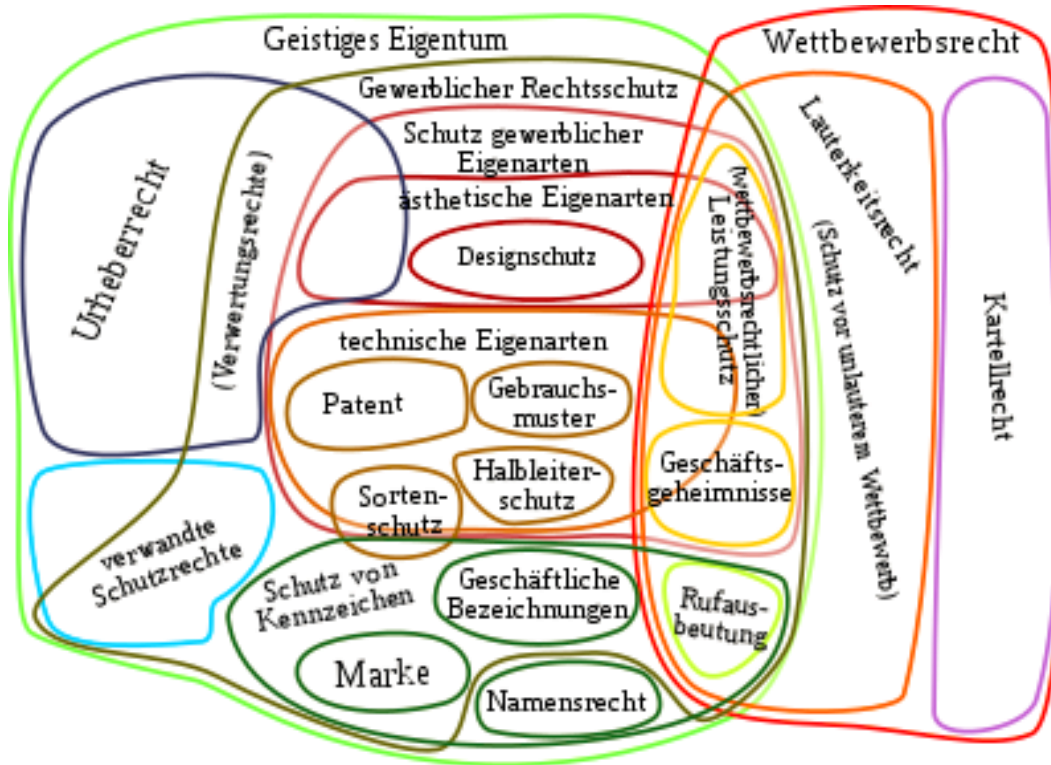 Geistiges Eigentum
Wettbewerbsrecht
Gewerblicher Rechtsschutz
Schutz gewerblicher
Eigenarten
ästhetische Eigenarten
Designschutz
Urheberrecht
(Verwertungsrechte)
(wettbewerbsrechtlicher)
Leistungsschutz
Lauterkeitsrecht
(Schutz vor unlauterem Wettbewerb)
Kartellrecht
technische Eigenarten
Patent
Gebrauchs-
muster
Halbleiter-
schutz
Sorten-
schutz
Geschäfts-
geheimnisse
verwandte
Schutzrechte
Schutz von
Kennzeichen
Geschäftliche
Bezeichnungen
Rufaus-
beutung
Marke
Namensrecht